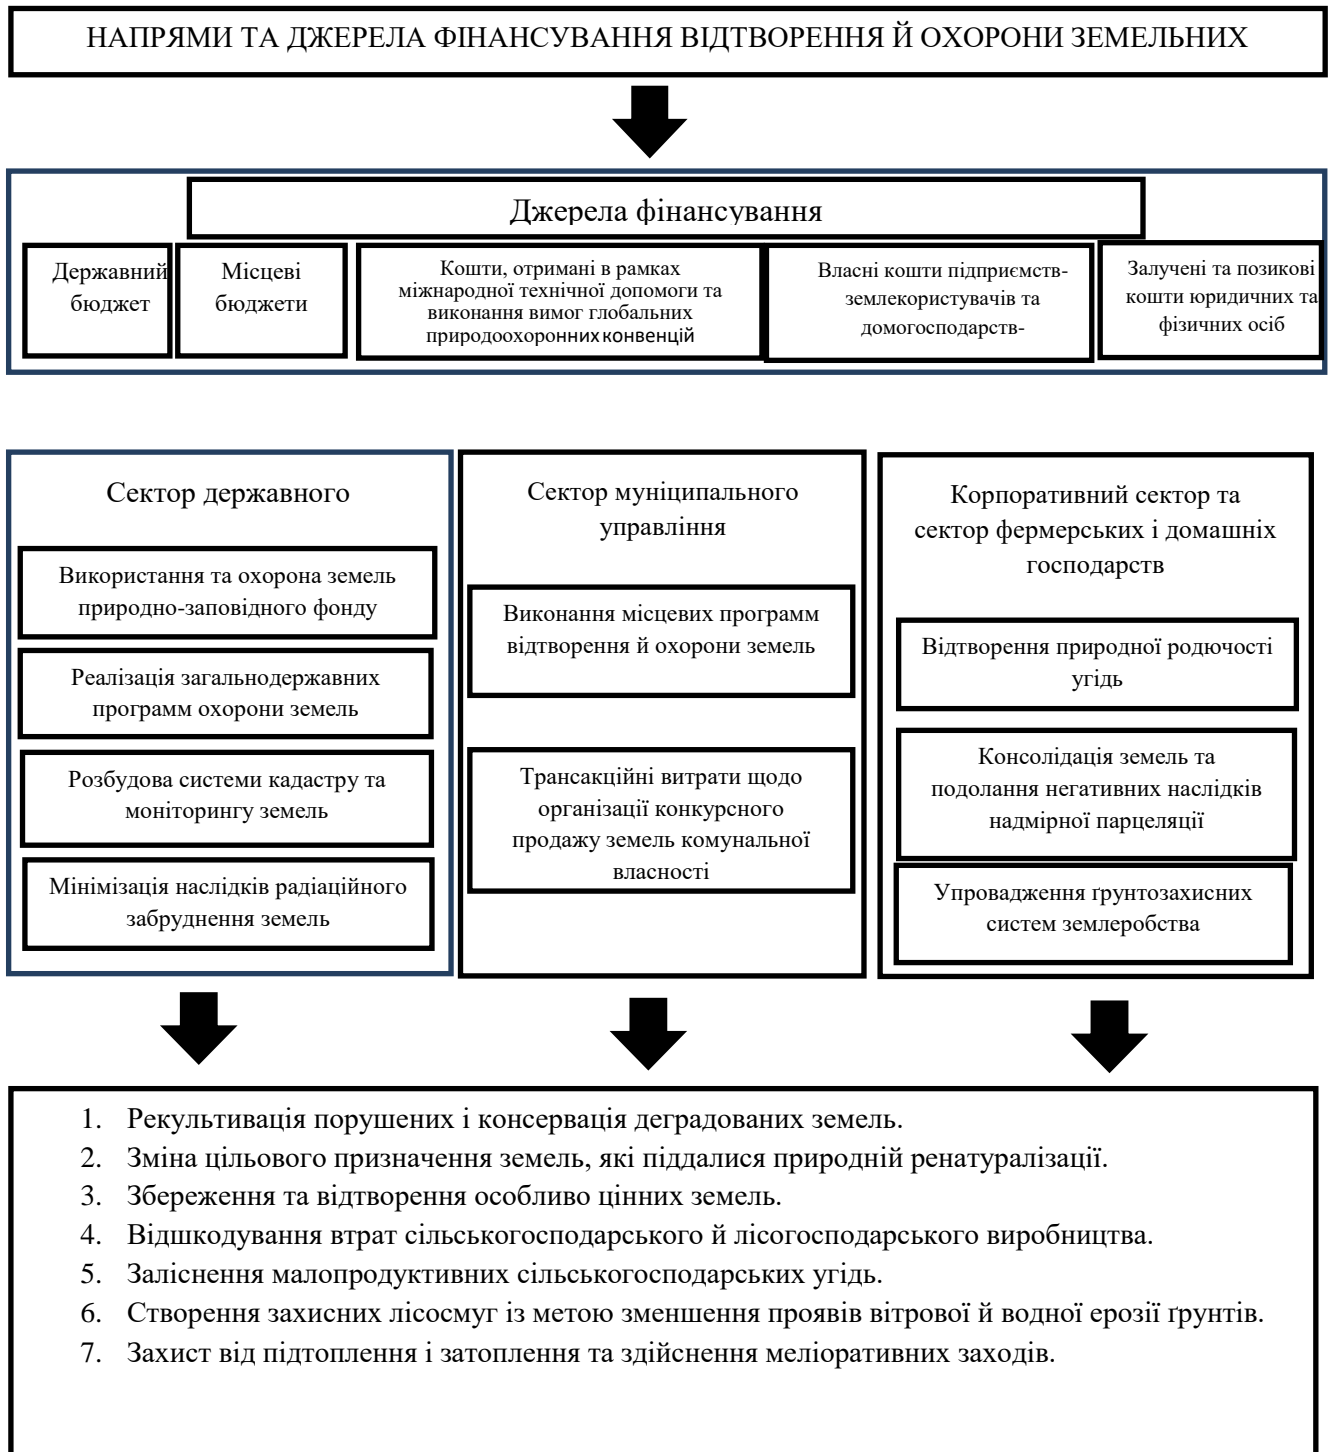 НАПРЯМИ ТА ДЖЕРЕЛА ФІНАНСУВАННЯ ВІДТВОРЕННЯ Й ОХОРОНИ ЗЕМЕЛЬНИХ
Джерела фінансування
Державний
бюджет
Місцеві
бюджети
Кошти, отримані в рамках
міжнародної технічної допомоги та
виконання вимог глобальних
природоохоронних конвенцій
Власні кошти підприємств-
землекористувачів та
домогосподарств-
Залучені та позикові
кошти юридичних та
фізичних осіб
Сектор державного
Використання та охорона земель
природно-заповідного фонду
Реалізація загальнодержавних
програм охорони земель
Розбудова системи кадастру та
моніторингу земель
Мінімізація наслідків радіаційного
забруднення земель
Сектор муніципального
управління
Виконання місцевих програм
відтворення й охорони земель
Трансакційні витрати щодо
організації конкурсного
продажу земель комунальної
власності
Корпоративний сектор та
сектор фермерських і домашніх
господарств
Відтворення природної родючості
угідь
Консолідація земель та
подолання негативних наслідків
надмірної парцеляції
Упровадження ґрунтозахисних
систем землеробства
1. Рекультивація порушених і консервація деградованих земель.
2. Зміна цільового призначення земель, які піддалися природній ренатуралізації.
3. Збереження та відтворення особливо цінних земель.
4. Відшкодування втрат сільськогосподарського й лісогосподарського виробництва.
5. Заліснення малопродуктивних сільськогосподарських угідь.
6. Створення захисних лісосмуг із метою зменшення проявів вітрової й водної ерозії ґрунтів.
7. Захист від підтоплення і затоплення та здійснення меліоративних заходів.